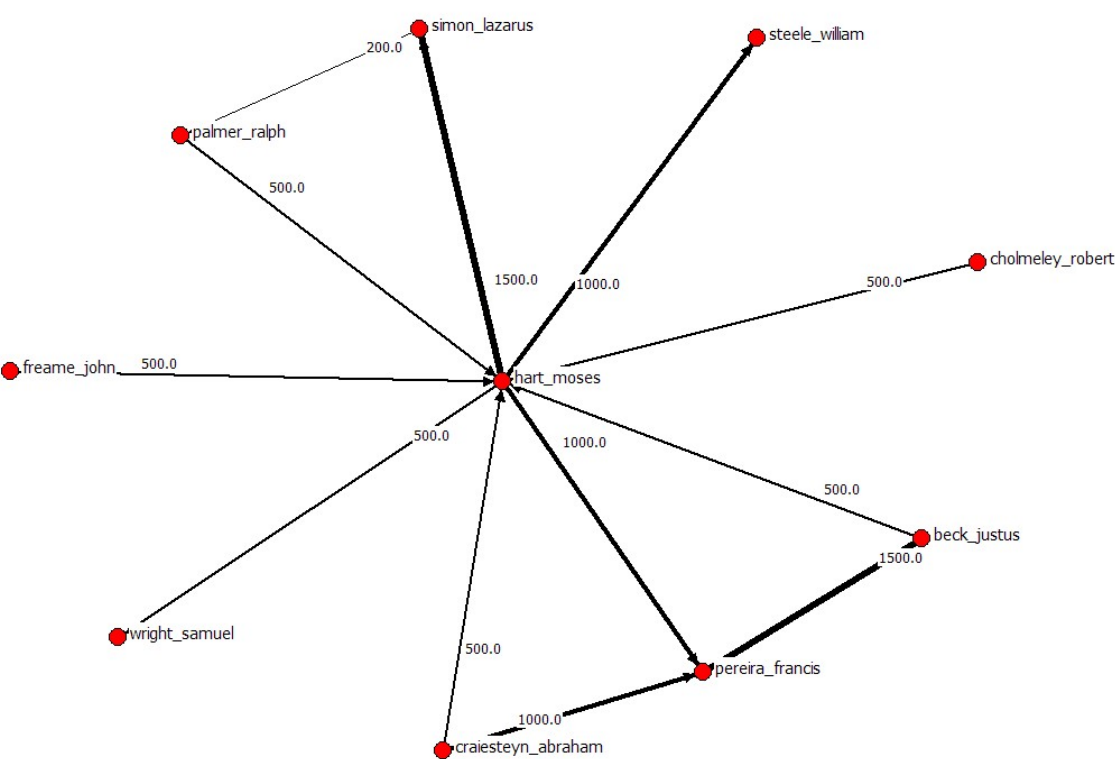 simon_lazarus
steele_wiliam
200.0
palmer_ralph
500.0
cholmeley_robert
1500.0
1000.0
500.0
freame_john
500.0
hart_moses
500.0
1000.0
500.0
beck_justus
1500.0
wright_samuel
500.0
pereira_francis
1000.0
craiesteyn_abraham